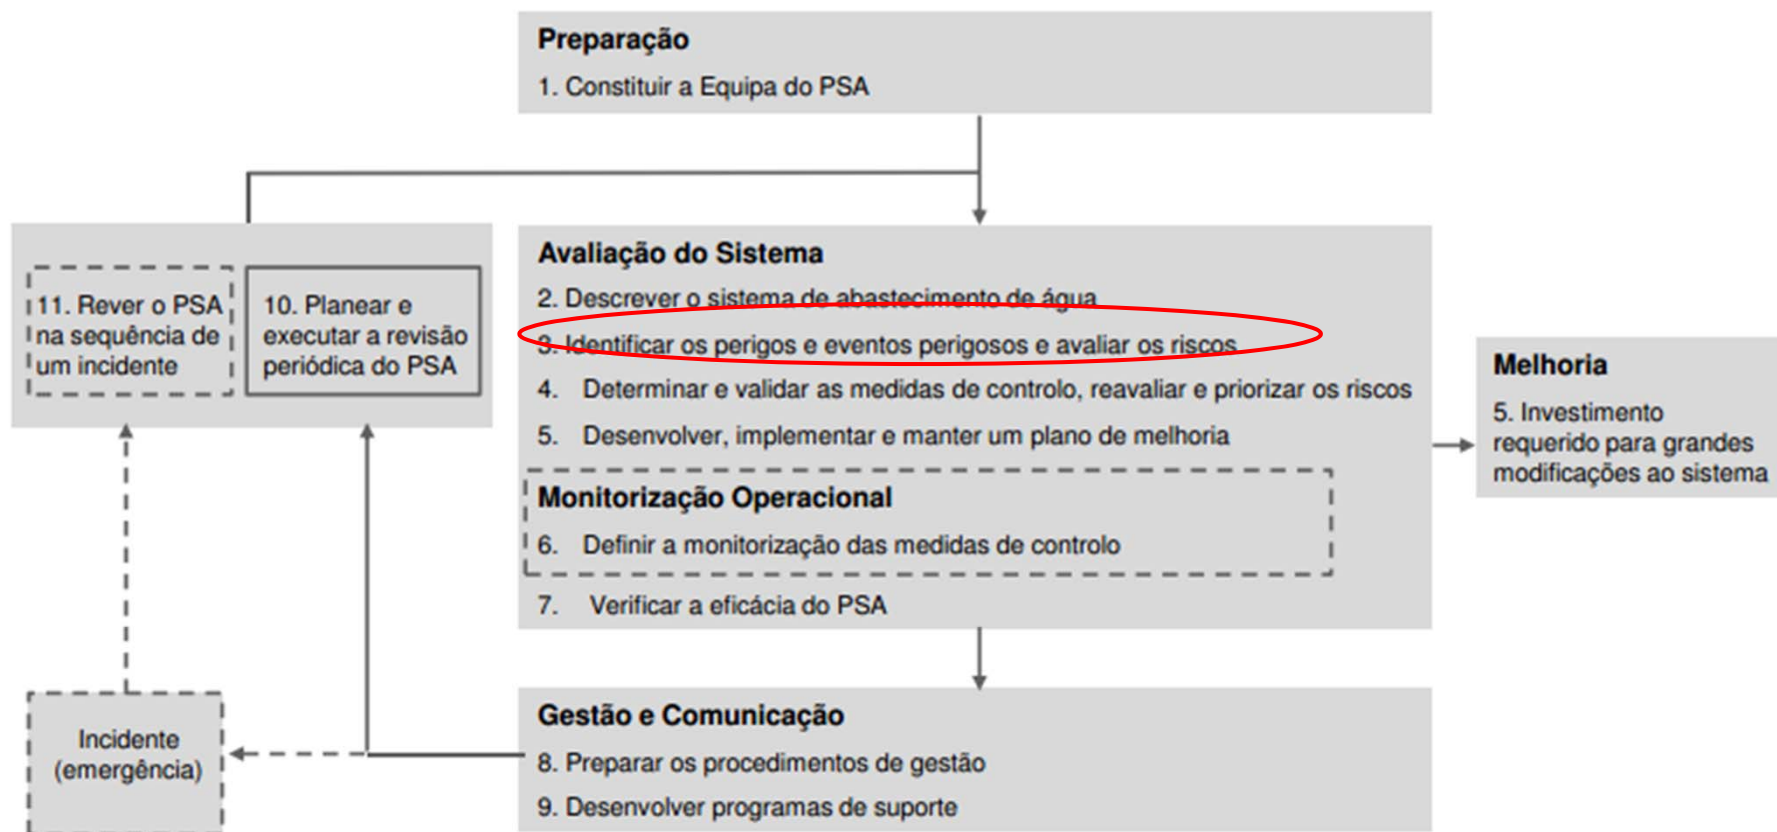 Preparação
1. Constituir a Equipa do PSA
11. Rever o PSA
na sequência de
um incidente
10. Planear e
executar a revisão
periódica do PSA
Avaliação do Sistema
2. Descrever o sistema de abastecimento de água
3. Identificar os perigos e eventos perigosos e avaliar os riscos
4. Determinar e validar as medidas de controlo, reavaliar e priorizar os riscos
5. Desenvolver, implementar e manter um plano de melhoria
Monitorização Operacional
6. Definir a monitorização das medidas de controlo
7. Verificar a eficácia do PSA
Melhoria
5. Investimento
requerido para grandes
modificações ao sistema
Incidente
(emergência)
Gestão e Comunicação
8. Preparar os procedimentos de gestão
9. Desenvolver programas de suporte